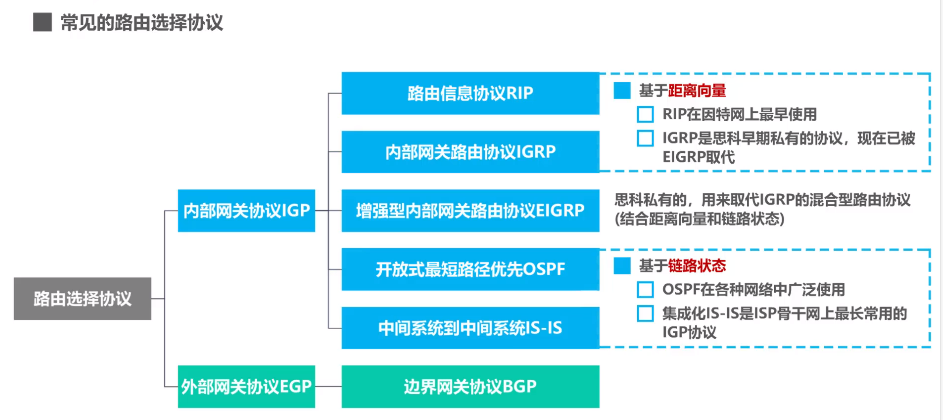 常见的路由选择协议
路由信息协议RIP
基于距离向量
RIP在因特网上最早使用
内部网关路由协议IGRP
IGRP是思科早期私有的协议，现在已被
EIGRP取代
内部网关协议IGP
增强型内部网关路由协议EIGRP
思科私有的，用来取代IGRP的混合型路由协议
(结合距离向量和链路状态)
开放式最短路径优先OSPF
基于链路状态
OSPF在各种网络中广泛使用
路由选择协议
中间系统到中间系统IS-IS
集成化IS-IS是ISP骨干网上最长常用的
IGP协议
外部网关协议EGP
边界网关协议BGP